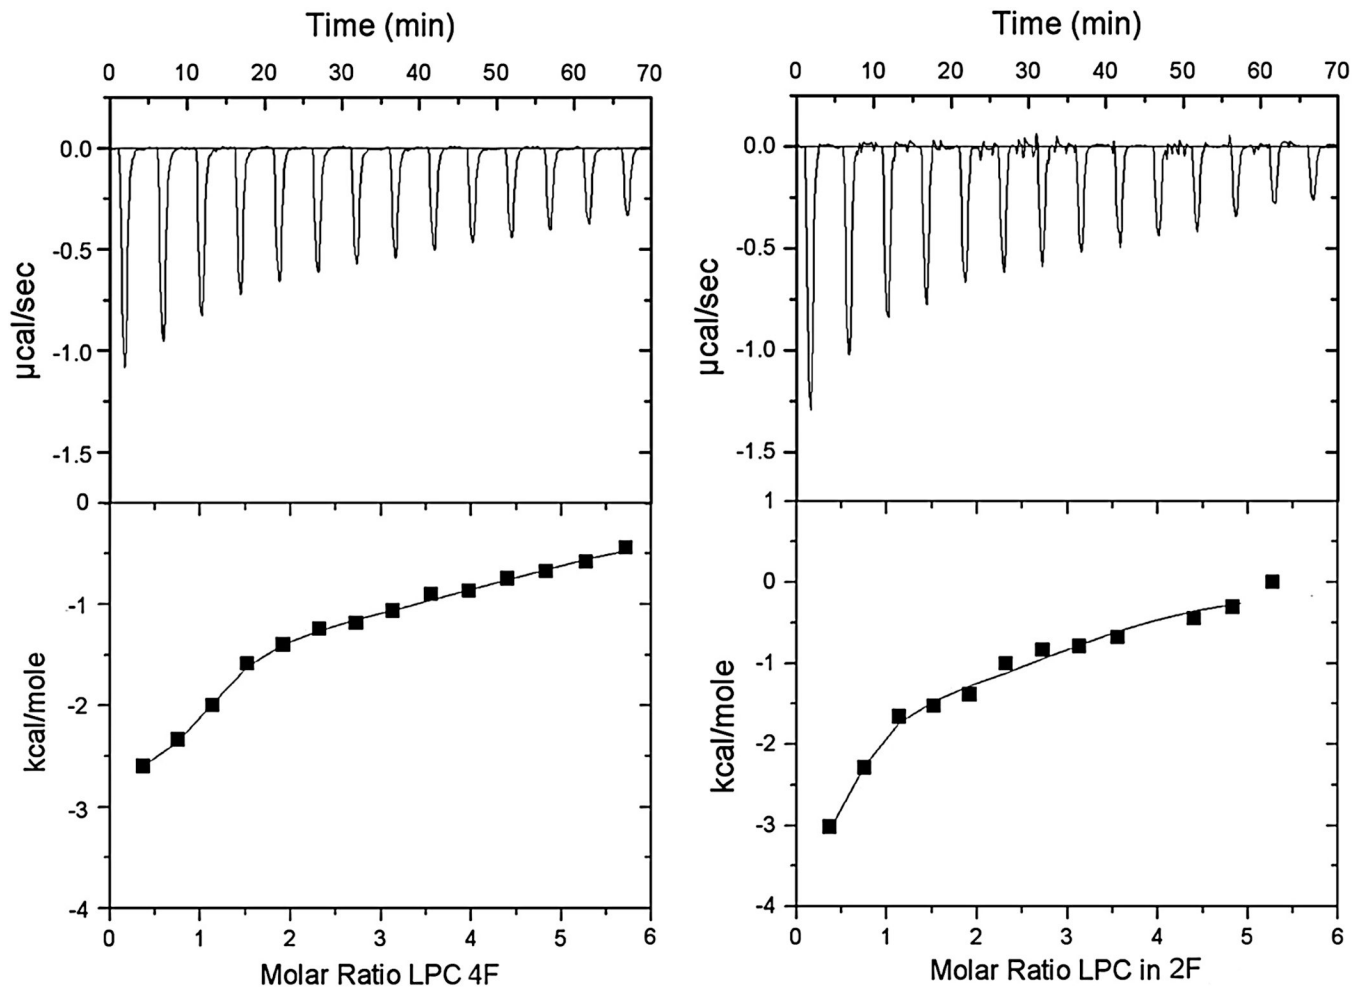 Time (min)
0 10 20 30 40 50 60 70
0.0
-0.5
-1.0
-1.5
µcal/sec
0
-1
-2
-3
-4
kcal/mole
0 1 2 3 4 5 6
Molar Ratio LPC 4F
Time (min)
0 10 20 30 40 50 60 70
0.0
-0.5
-1.0
-1.5
µcal/sec
1
0
-1
-2
-3
-4
kcal/mole
0 1 2 3 4 5 6
Molar Ratio LPC in 2F